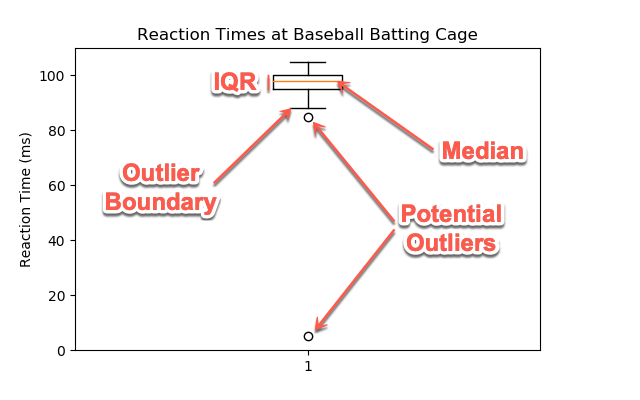 Reaction Times at Baseball Batting Cage
100
80
60
40
20
0
Reaction Time (ms)
1
IQR
Median
Outlier
Boundary
Potential
Outliers